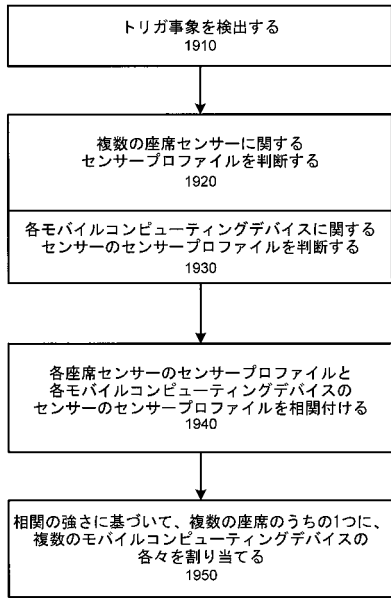 トリガ事象を検出する
1910
複数の座席センサーに関する
センサープロファイルを判断する
1920
各モバイルコンピューティングデバイスに関する
センサーのセンサープロファイルを判断する
1930
各座席センサーのセンサープロファイルと
各モバイルコンピューティングデバイスの
センサーのセンサープロファイルを相関付ける
1940
相関の強さに基づいて、複数の座席のうちの1つに、
複数のモバイルコンピューティングデバイスの
各々を割り当てる
1950